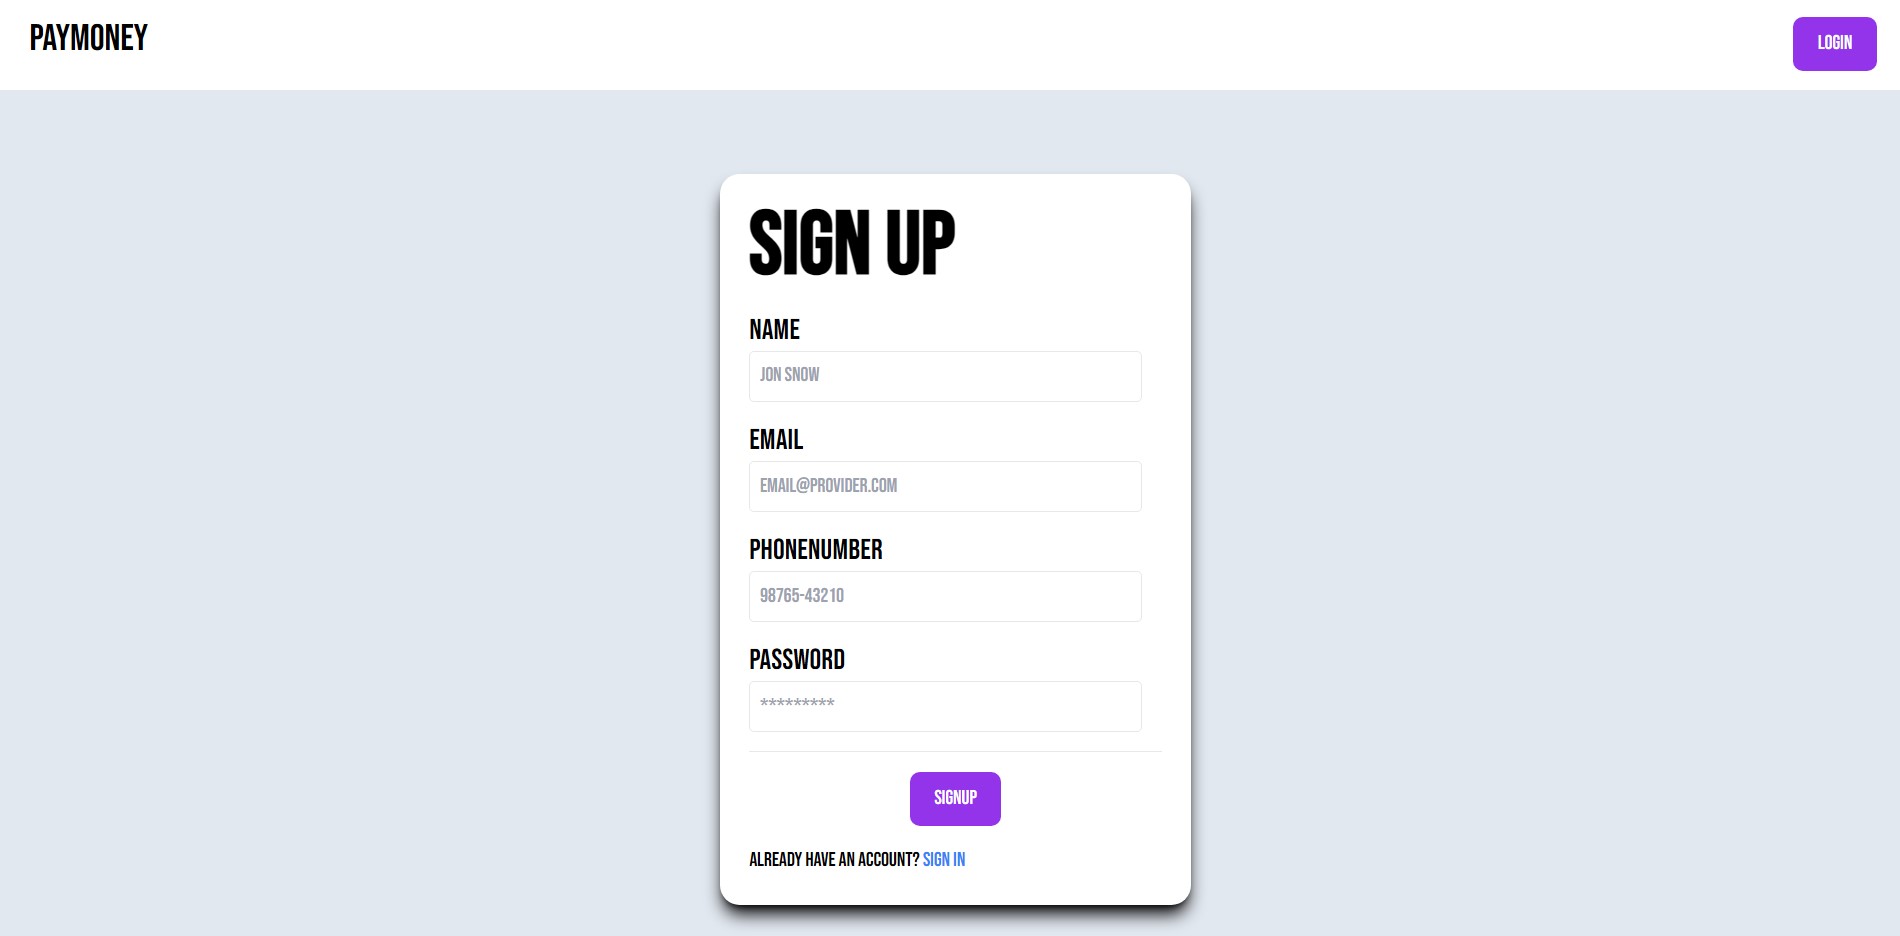 PAYMONEY
LOGIN
SIGN UP
NAME
JON SNOW
EMAIL
EMAIL@PROVIDER.COM
PHONENUMBER
98765-43210
PASSWORD
*********
SIGNUP
ALREADY HAVE AN ACCOUNT? SIGN IN